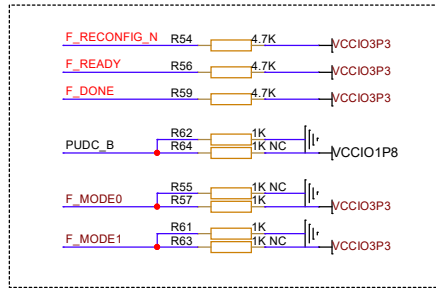 F_RECONFIG_N R54 4.7K VCCIO3P3
F_READY R56 4.7K VCCIO3P3
F_DONE R59 4.7K VCCIO3P3
R62 1K
PUDC_B R64 1K NC VCCIO1P8
R55 1K NC
F_MODE0 R57 1K VCCIO3P3
R61 1K
F_MODE1 R63 1K NC VCCIO3P3